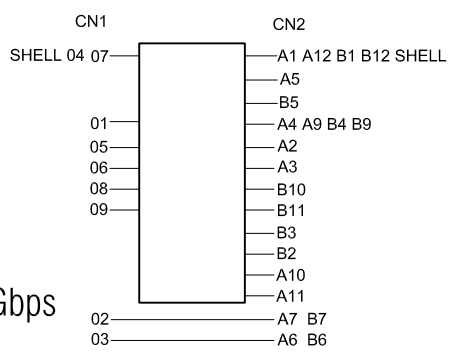 CN1 CN2
SHELL 04 07 A1 A12 B1 B12 SHELL
A5
B5
01 A4 A9 B4 B9
05 A2
06 A3
08 B10
09 B11
B3
B2
A10
A11
Gbps
02 A7 B7
03 A6 B6